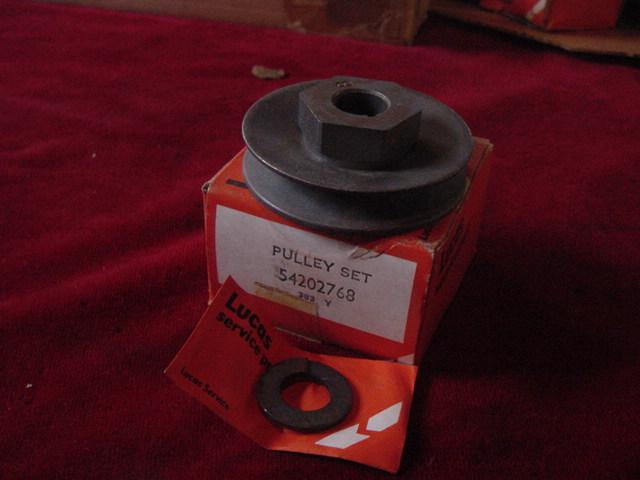 PULLEY SET
54202768
Lucas
service
Lucas Service